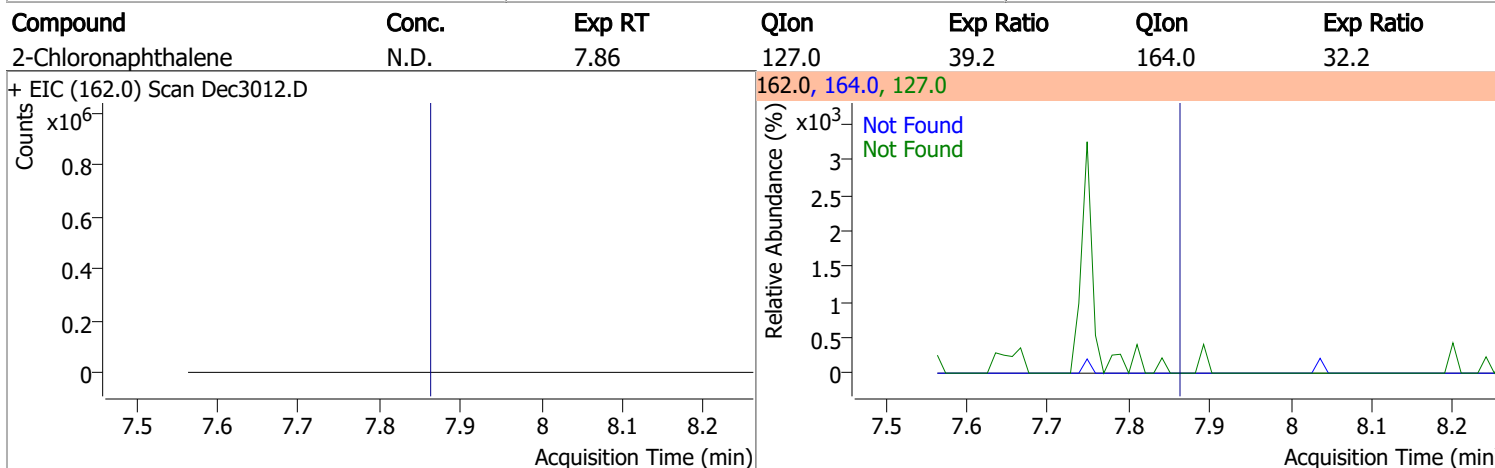 Compound Conc. Exp RT QIon Exp Ratio QIon Exp Ratio
2-Chloronaphthalene N.D. 7.86 127.0 39.2 164.0 32.2
+ EIC (162.0) Scan Dec3012.D
Counts
x10^6
0.8
0.6
0.4
0.2
0
7.5 7.6 7.7 7.8 7.9 8 8.1 8.2
Acquisition Time (min)
162.0, 164.0, 127.0
Relative Abundance (%)
x10^3
Not Found
Not Found
3
2.5
2
1.5
1
0.5
0
7.5 7.6 7.7 7.8 7.9 8 8.1 8.2
Acquisition Time (min)